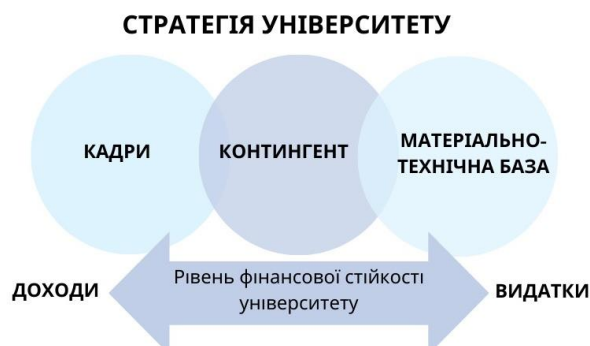 СТРАТЕГІЯ УНІВЕРСИТЕТУ
КАДРИ
КОНТИНГЕНТ
МАТЕРІАЛЬНО-
ТЕХНІЧНА БАЗА
ДОХОДИ
Рівень фінансової стійкості
університету
ВИДАТКИ